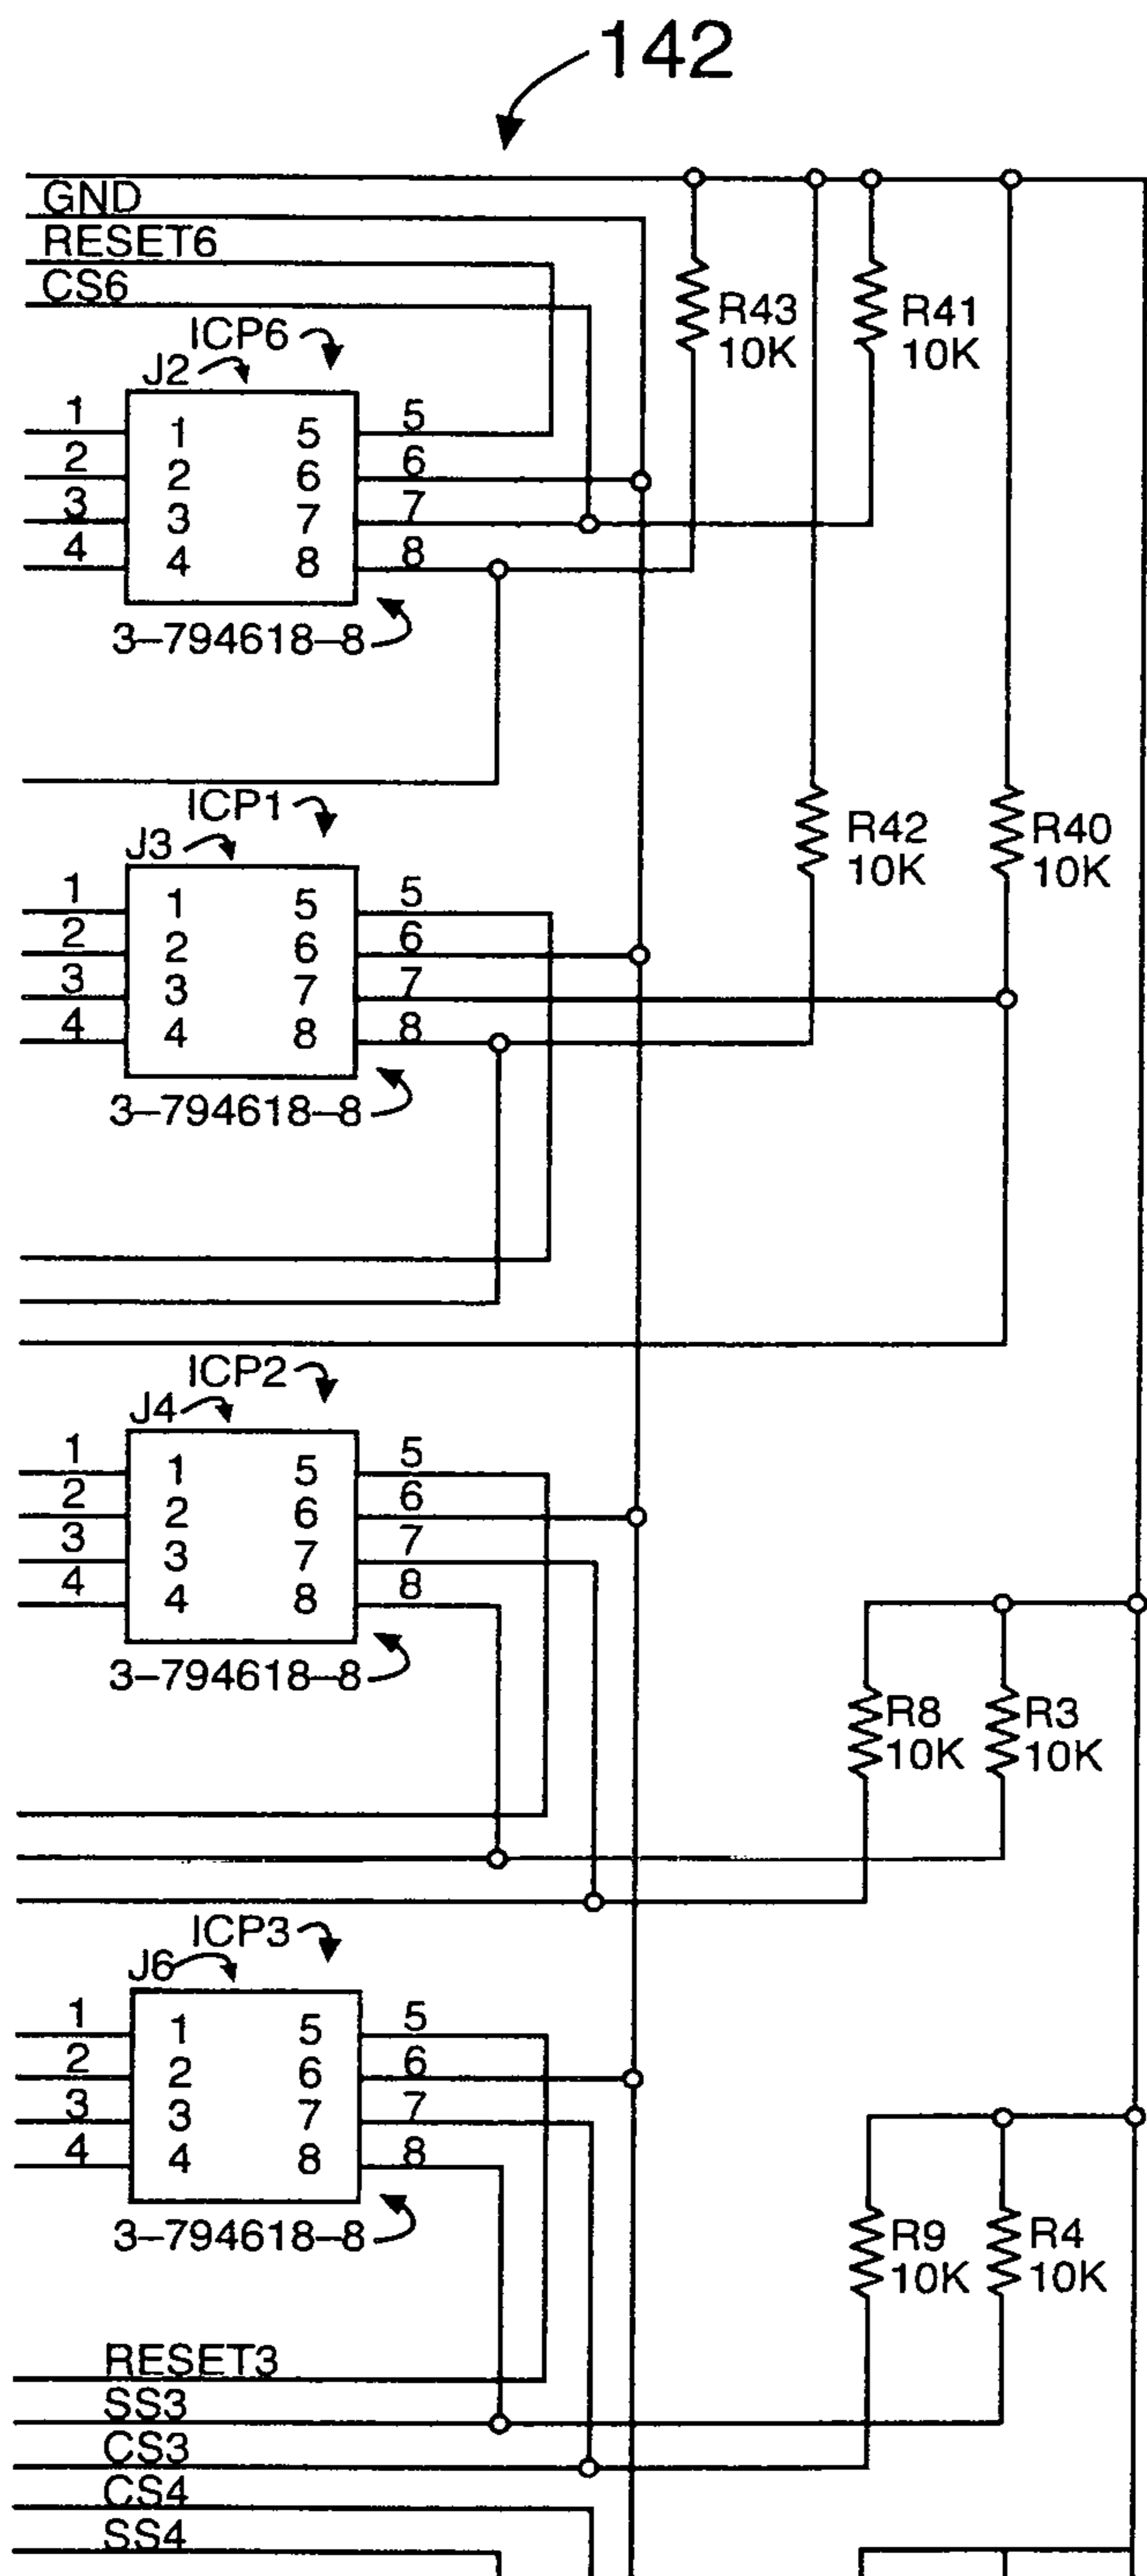 142
GND
RESET6
CS6
R43
10K
R41
10K
ICP6
J2
1 1 5 5
2 2 6 6
3 3 7 7
4 4 8 8
3–794618–8
ICP1
J3
R42
10K
R40
10K
1 1 5 5
2 2 6 6
3 3 7 7
4 4 8 8
3–794618–8
ICP2
J4
1 1 5 5
2 2 6 6
3 3 7 7
4 4 8 8
3–794618–8
R8
10K
R3
10K
ICP3
J6
1 1 5 5
2 2 6 6
3 3 7 7
4 4 8 8
3–794618–8
R9
10K
R4
10K
RESET3
SS3
CS3
CS4
SS4